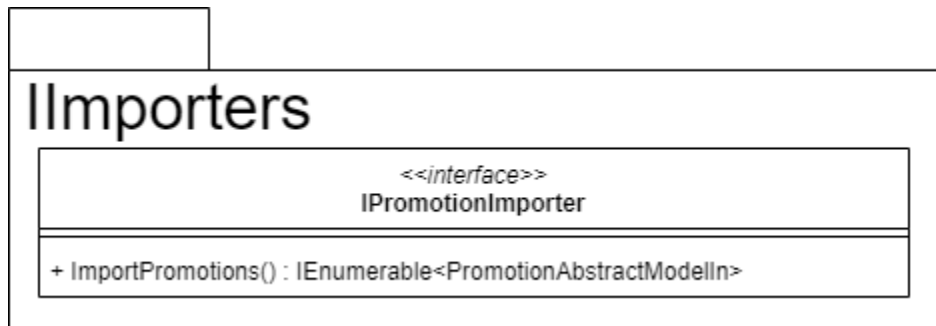 IImporters
<<interface>>
IPromotionImporter
+ ImportPromotions() : IEnumerable<PromotionAbstractModelIn>